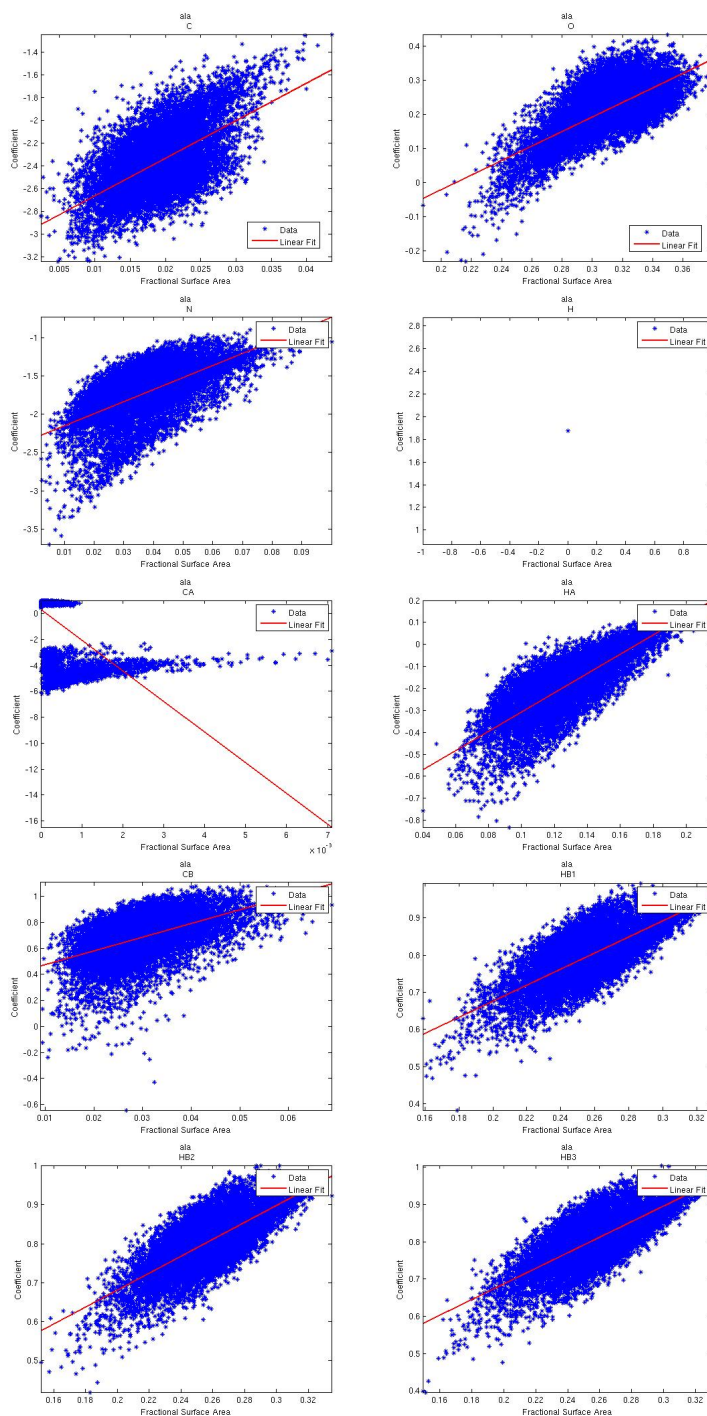 ala
C
-1.4
-1.6
-1.8
-2
-2.2
-2.4
-2.6
-2.8
-3
-3.2
Coefficient
0.005 0.01 0.015 0.02 0.025 0.03 0.035 0.04
Fractional Surface Area
Data
Linear Fit
ala
O
0.4
0.3
0.2
0.1
0
-0.1
-0.2
Coefficient
0.2 0.22 0.24 0.26 0.28 0.3 0.32 0.34 0.36
Fractional Surface Area
Data
Linear Fit
ala
N
-1
-1.5
-2
-2.5
-3
-3.5
Coefficient
0.01 0.02 0.03 0.04 0.05 0.06 0.07 0.08 0.09
Fractional Surface Area
Data
Linear Fit
ala
H
2.8
2.6
2.4
2.2
2
1.8
1.6
1.4
1.2
1
Coefficient
-1 -0.8 -0.6 -0.4 -0.2 0 0.2 0.4 0.6 0.8
Fractional Surface Area
Data
Linear Fit
ala
CA
0
-2
-4
-6
-8
-10
-12
-14
-16
Coefficient
0 1 2 3 4 5 6 7
Fractional Surface Area
× 10⁻³
Data
Linear Fit
ala
HA
0.2
0.1
0
-0.1
-0.2
-0.3
-0.4
-0.5
-0.6
-0.7
-0.8
Coefficient
0.04 0.06 0.08 0.1 0.12 0.14 0.16 0.18 0.2
Fractional Surface Area
Data
Linear Fit
ala
CB
1
0.8
0.6
0.4
0.2
0
-0.2
-0.4
-0.6
Coefficient
0.01 0.02 0.03 0.04 0.05 0.06
Fractional Surface Area
Data
Linear Fit
ala
HB1
0.9
0.8
0.7
0.6
0.5
0.4
Coefficient
0.16 0.18 0.2 0.22 0.24 0.26 0.28 0.3 0.32
Fractional Surface Area
Data
Linear Fit
ala
HB2
1
0.9
0.8
0.7
0.6
0.5
Coefficient
0.16 0.18 0.2 0.22 0.24 0.26 0.28 0.3 0.32
Fractional Surface Area
Data
Linear Fit
ala
HB3
1
0.9
0.8
0.7
0.6
0.5
0.4
Coefficient
0.16 0.18 0.2 0.22 0.24 0.26 0.28 0.3 0.32
Fractional Surface Area
Data
Linear Fit